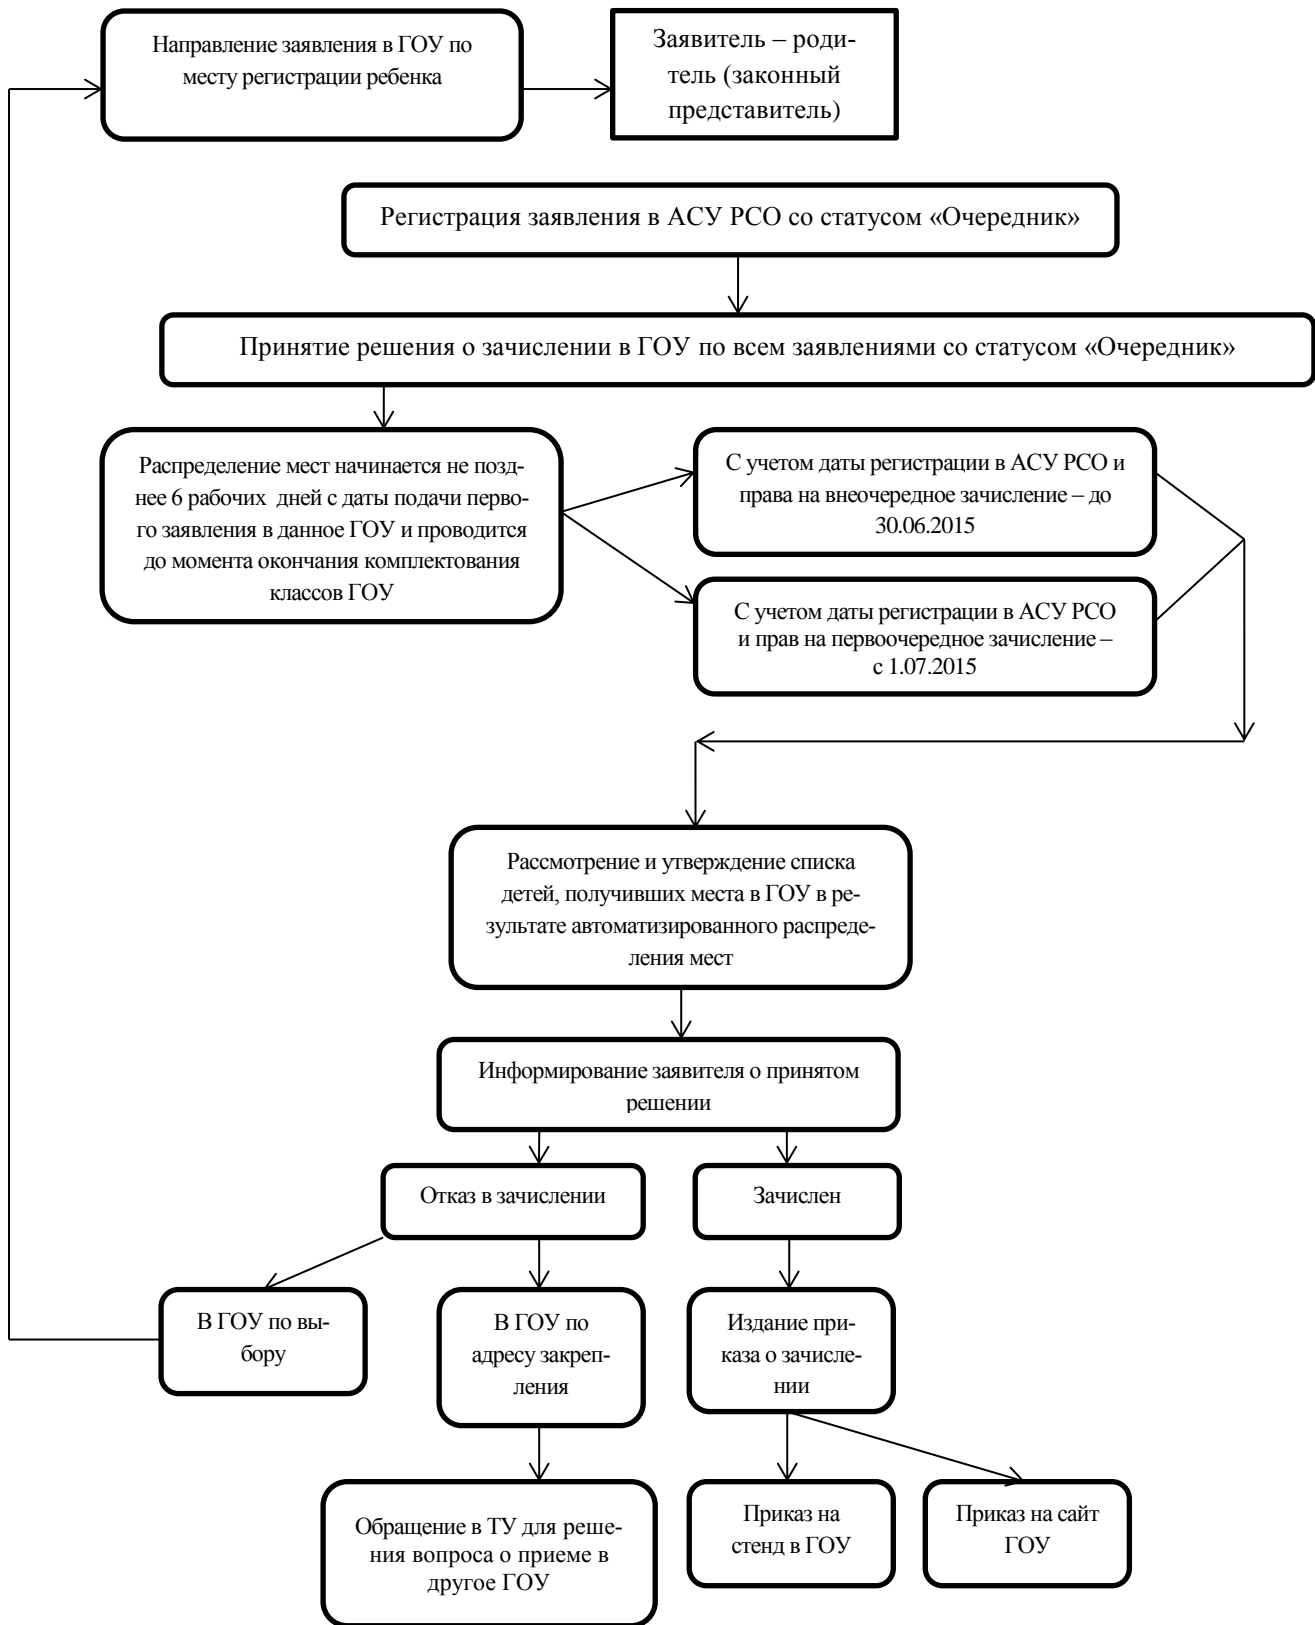 Направление заявления в ГОУ по
месту регистрации ребенка
Заявитель – роди-
тель (законный
представитель)
Регистрация заявления в АСУ РСО со статусом «Очередник»
Принятие решения о зачислении в ГОУ по всем заявлениями со статусом «Очередник»
Распределение мест начинается не позд-
нее 6 рабочих дней с даты подачи перво-
го заявления в данное ГОУ и проводится
до момента окончания комплектования
классов ГОУ
С учетом даты регистрации в АСУ РСО и
права на внеочередное зачисление – до
30.06.2015
С учетом даты регистрации в АСУ РСО
и прав на первоочередное зачисление –
с 1.07.2015
Рассмотрение и утверждение списка
детей, получивших места в ГОУ в ре-
зультате автоматизированного распреде-
ления мест
Информирование заявителя о принятом
решении
Отказ в зачислении
Зачислен
В ГОУ по вы-
бору
В ГОУ по
адресу закреп-
ления
Издание при-
каза о зачисле-
нии
Обращение в ТУ для реше-
ния вопроса о приеме в
другое ГОУ
Приказ на
стенд в ГОУ
Приказ на сайт
ГОУ